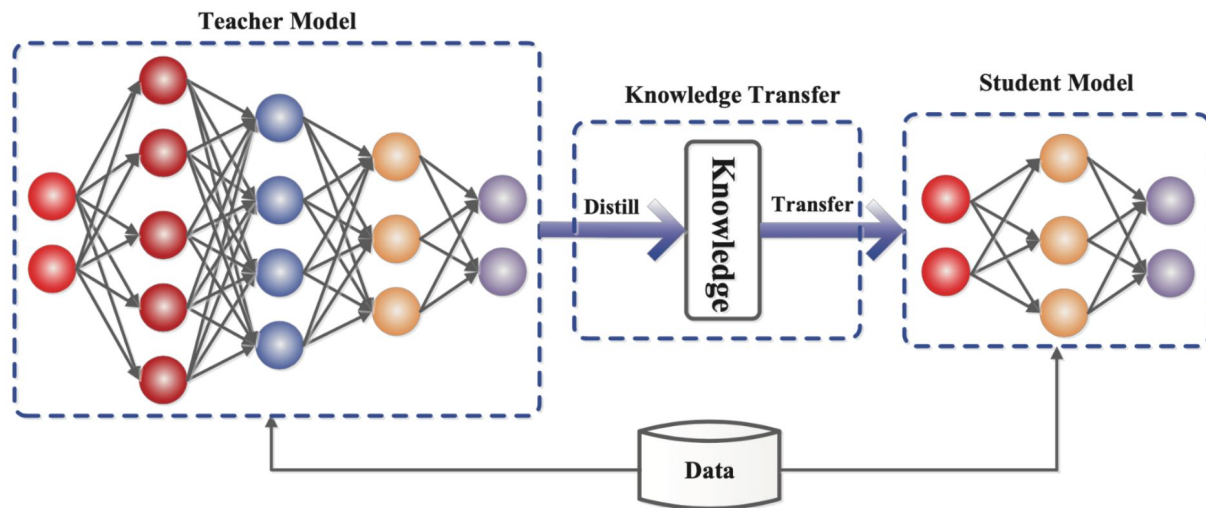 Teacher Model
Knowledge Transfer
Student Model
Distill
Knowledge
Transfer
Data